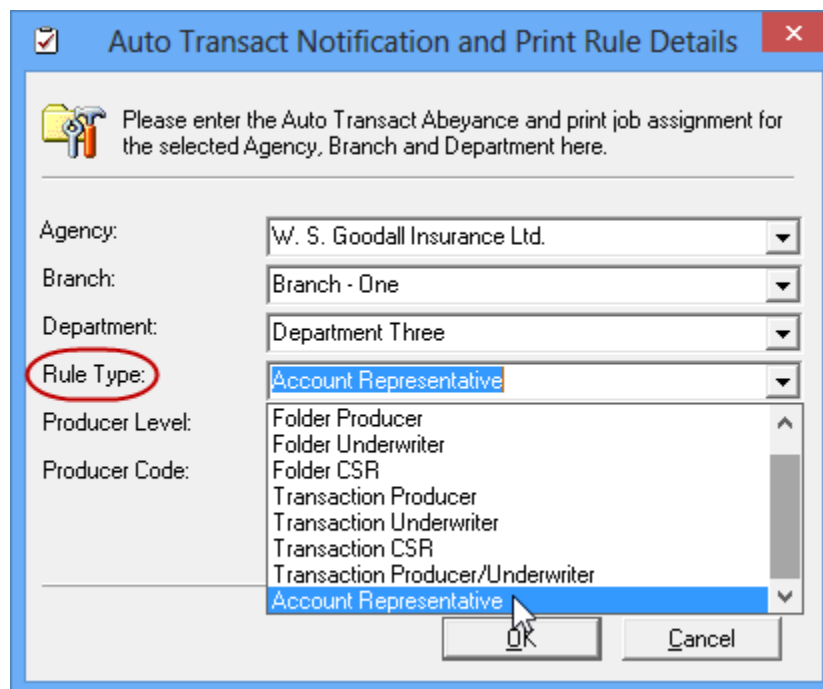 Auto Transact Notification and Print Rule Details
Please enter the Auto Transact Abeyance and print job assignment for
the selected Agency, Branch and Department here.
Agency:
W. S. Goodall Insurance Ltd.
Branch:
Branch - One
Department:
Department Three
Rule Type:
Account Representative
Producer Level:
Producer Code:
Folder Producer
Folder Underwriter
Folder CSR
Transaction Producer
Transaction Underwriter
Transaction CSR
Transaction Producer/Underwriter
Account Representative
OK
Cancel